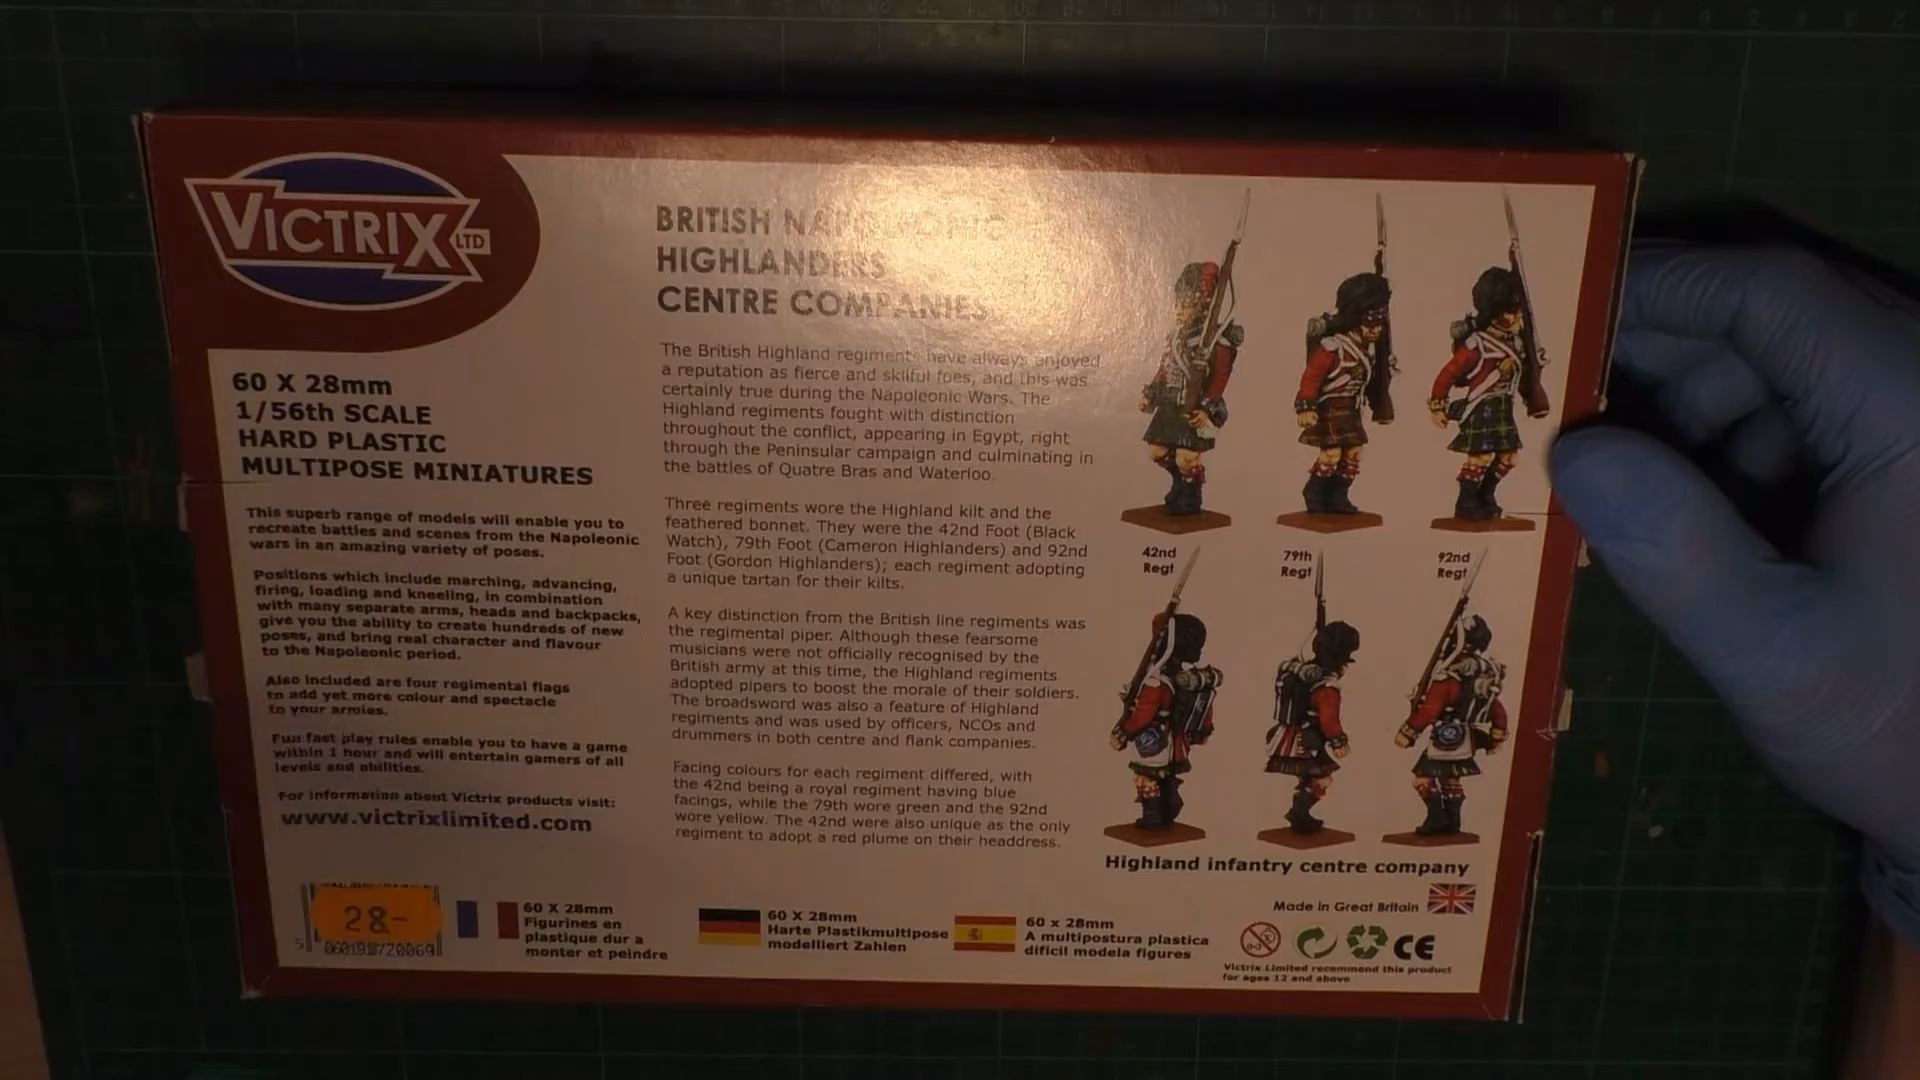 VICTRIX LTD
60 X 28mm
1/56th SCALE
HARD PLASTIC
MULTIPOSE MINIATURES
This superb range of models will enable you to
recreate battles and scenes from the Napoleonic
wars in an amazing variety of poses.
Positions which include marching, advancing,
firing, loading and kneeling, in combination
with many separate arms, heads and backpacks,
give you the ability to create hundreds of new
poses, and bring real character and flavour
to the Napoleonic period.
Also included are four regimental flags
to add yet more colour and spectacle
to your armies.
Fun fast play rules enable you to have a game
within 1 hour and will entertain gamers of all
levels and abilities.
For information about Victrix products visit:
www.victrixlimited.com
BRITISH NAPOLEONIC
HIGHLANDERS
CENTRE COMPANIES
The British Highland regiments have always enjoyed
a reputation as fierce and skilful foes, and this was
certainly true during the Napoleonic Wars. The
Highland regiments fought with distinction
throughout the conflict, appearing in Egypt, right
through the Peninsular campaign and culminating in
the battles of Quatre Bras and Waterloo.
Three regiments wore the Highland kilt and the
feathered bonnet. They were the 42nd Foot (Black
Watch), 79th Foot (Cameron Highlanders) and 92nd
Foot (Gordon Highlanders); each regiment adopting
a unique tartan for their kilts.
A key distinction from the British line regiments was
the regimental piper. Although these fearsome
musicians were not officially recognised by the
British army at this time, the Highland regiments
adopted pipers to boost the morale of their soldiers.
The broadsword was also a feature of Highland
regiments and was used by officers, NCOs and
drummers in both centre and flank companies.
Facing colours for each regiment differed, with
the 42nd being a royal regiment having blue
facings, while the 79th wore green and the 92nd
wore yellow. The 42nd were also unique as the only
regiment to adopt a red plume on their headdress.
42nd
Regt
79th
Regt
92nd
Regt
Highland infantry centre company
Made in Great Britain
CE
Victrix Limited recommend this product
for ages 12 and above
28.-
60 X 28mm
Figurines en
plastique dur a
monter et peindre
60 X 28mm
Harte Plastikmultipose
modelliert Zahlen
60 x 28mm
A multipostura plastica
dificil modela figures